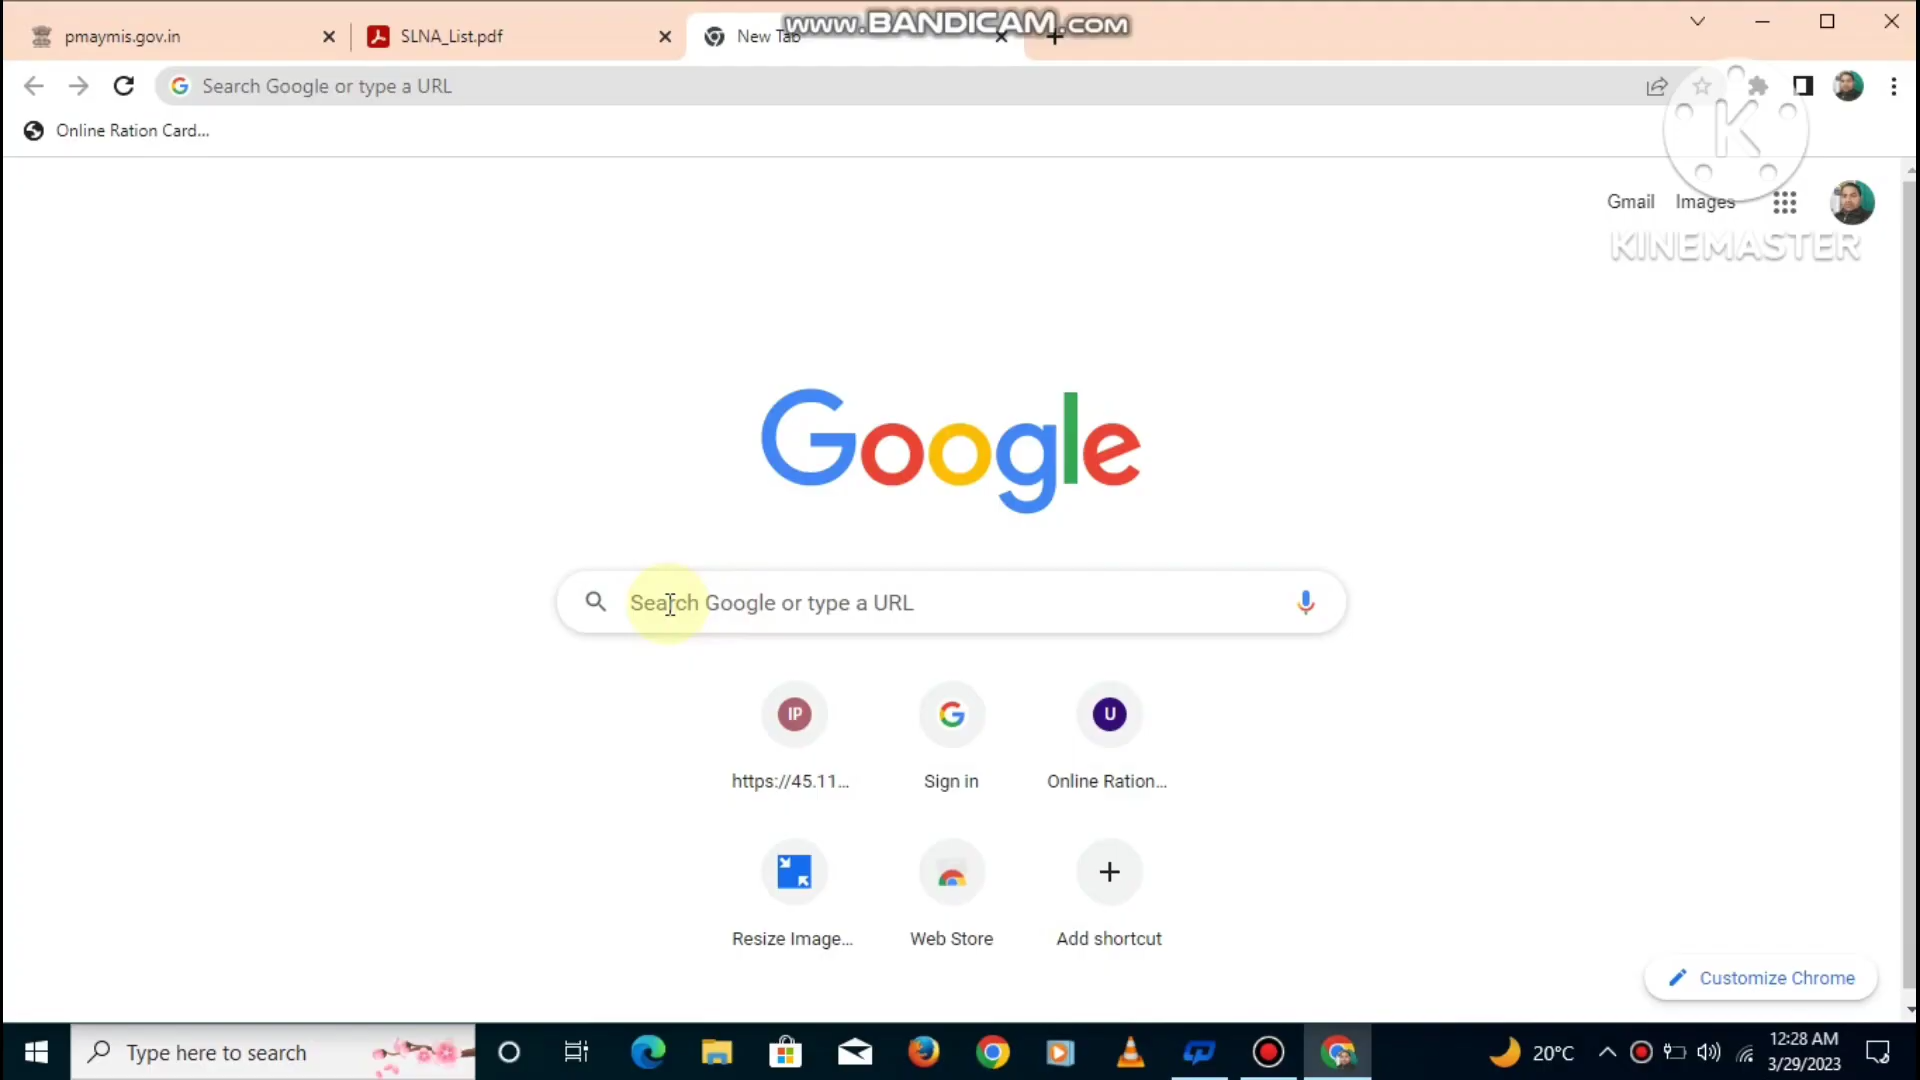 www.BANDICAM.com
pmaymis.gov.in
SLNA_List.pdf
New Tab
Search Google or type a URL
Online Ration Card...
K
Gmail
Images
KINEMASTER
Google
Search Google or type a URL
IP
U
https://45.11...
Sign in
Online Ration...
Resize Image...
Web Store
Add shortcut
Customize Chrome
Type here to search
20°C
12:28 AM
3/29/2023